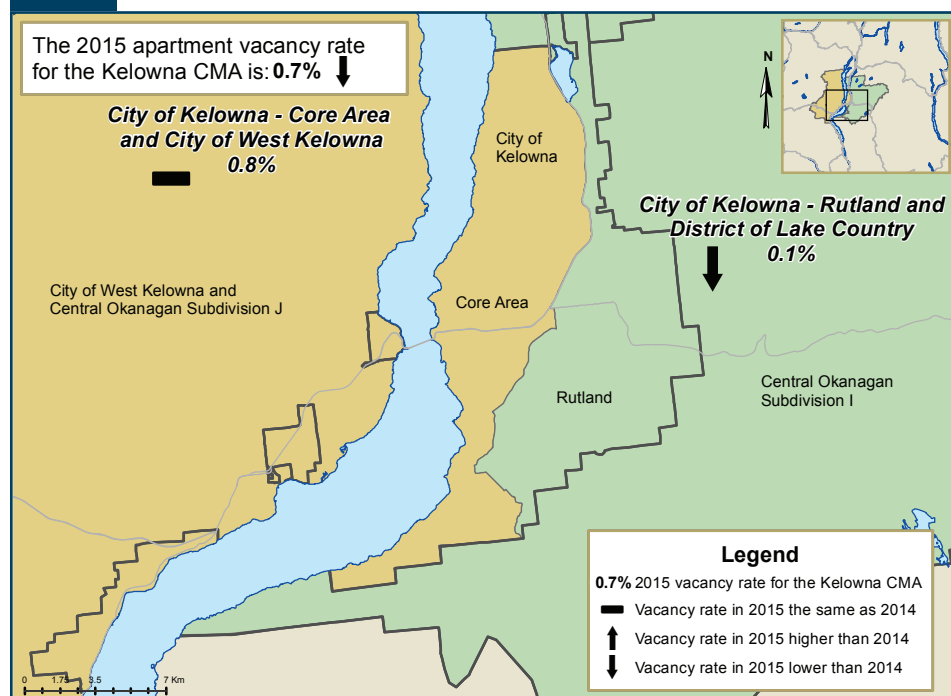 The 2015 apartment vacancy rate
for the Kelowna CMA is: 0.7%
City of Kelowna - Core Area
and City of West Kelowna
0.8%
City of
Kelowna
N
City of Kelowna - Rutland and
District of Lake Country
0.1%
City of West Kelowna and
Central Okanagan Subdivision J
Core Area
Rutland
Central Okanagan
Subdivision I
Legend
0.7% 2015 vacancy rate for the Kelowna CMA
Vacancy rate in 2015 the same as 2014
Vacancy rate in 2015 higher than 2014
Vacancy rate in 2015 lower than 2014
0 1.75 3.5 7 Km